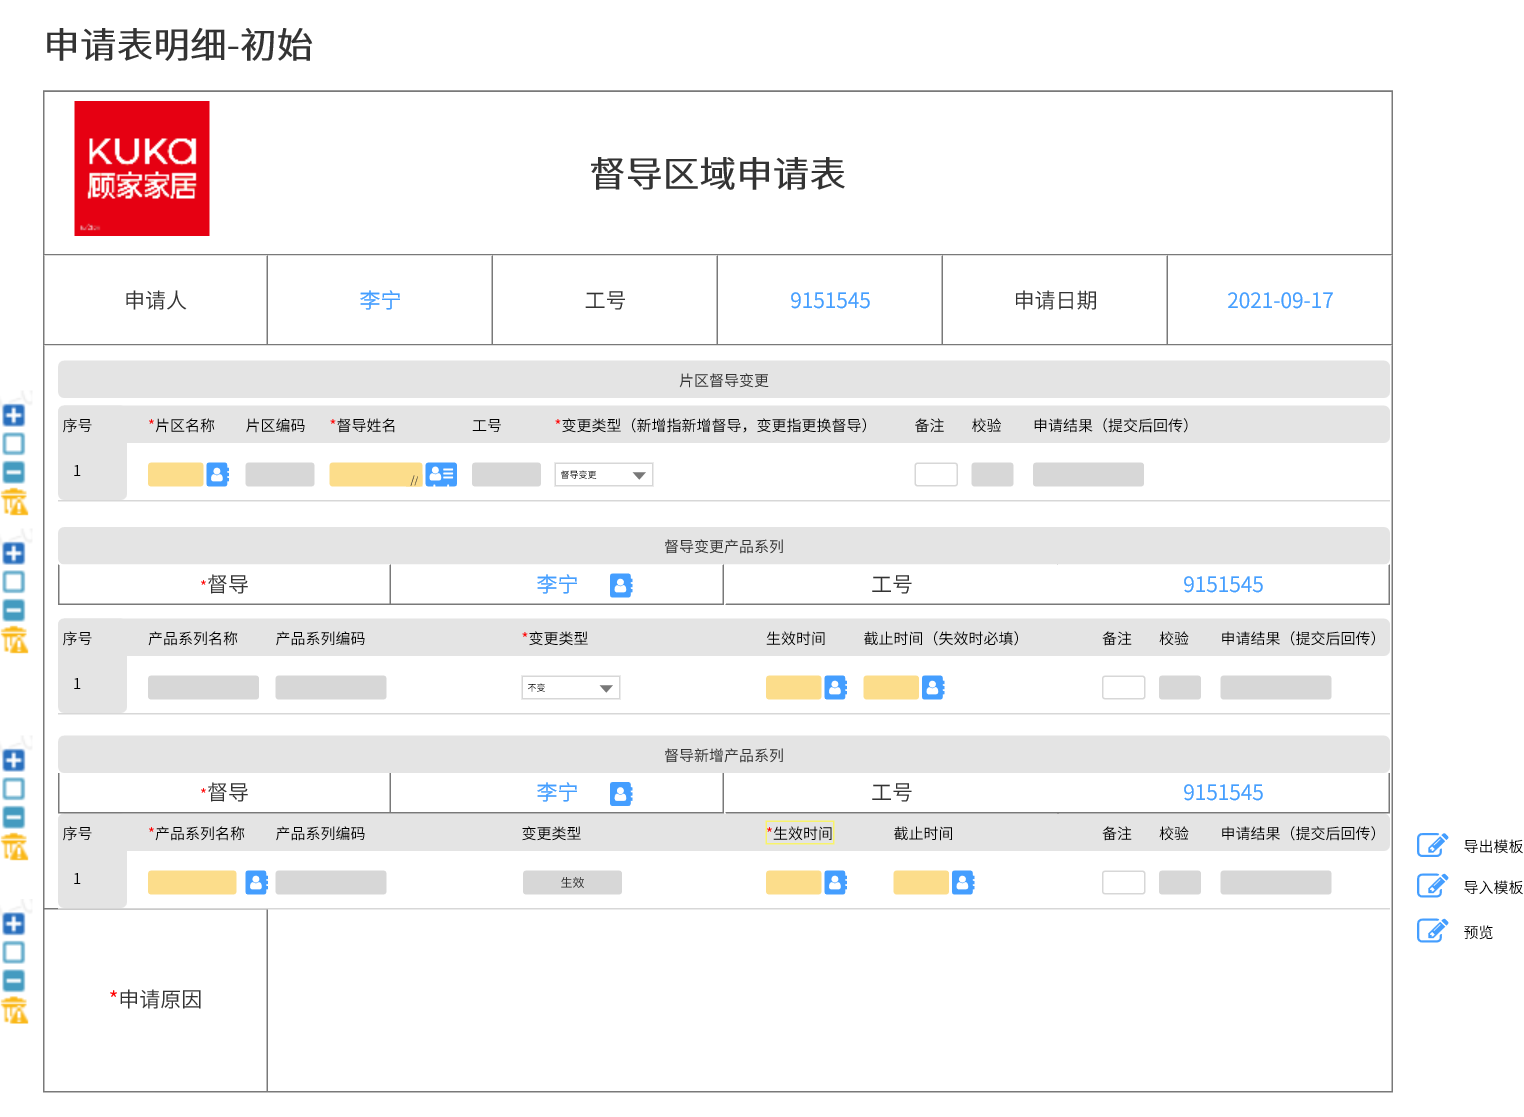 申请表明细-初始
KUKa
顾家家居
督导区域申请表
申请人 李宁 工号 9151545 申请日期 2021-09-17
片区督导变更
序号 *片区名称 片区编码 *督导姓名 工号 *变更类型（新增指新增督导，变更指更换督导） 备注 校验 申请结果（提交后回传）
1 // 督导变更
督导变更产品系列
*督导 李宁 工号 9151545
序号 产品系列名称 产品系列编码 *变更类型 生效时间 截止时间（失效时必填） 备注 校验 申请结果（提交后回传）
1 不变
督导新增产品系列
*督导 李宁 工号 9151545
序号 *产品系列名称 产品系列编码 变更类型 *生效时间 截止时间 备注 校验 申请结果（提交后回传）
1 生效
导出模板
导入模板
预览
*申请原因